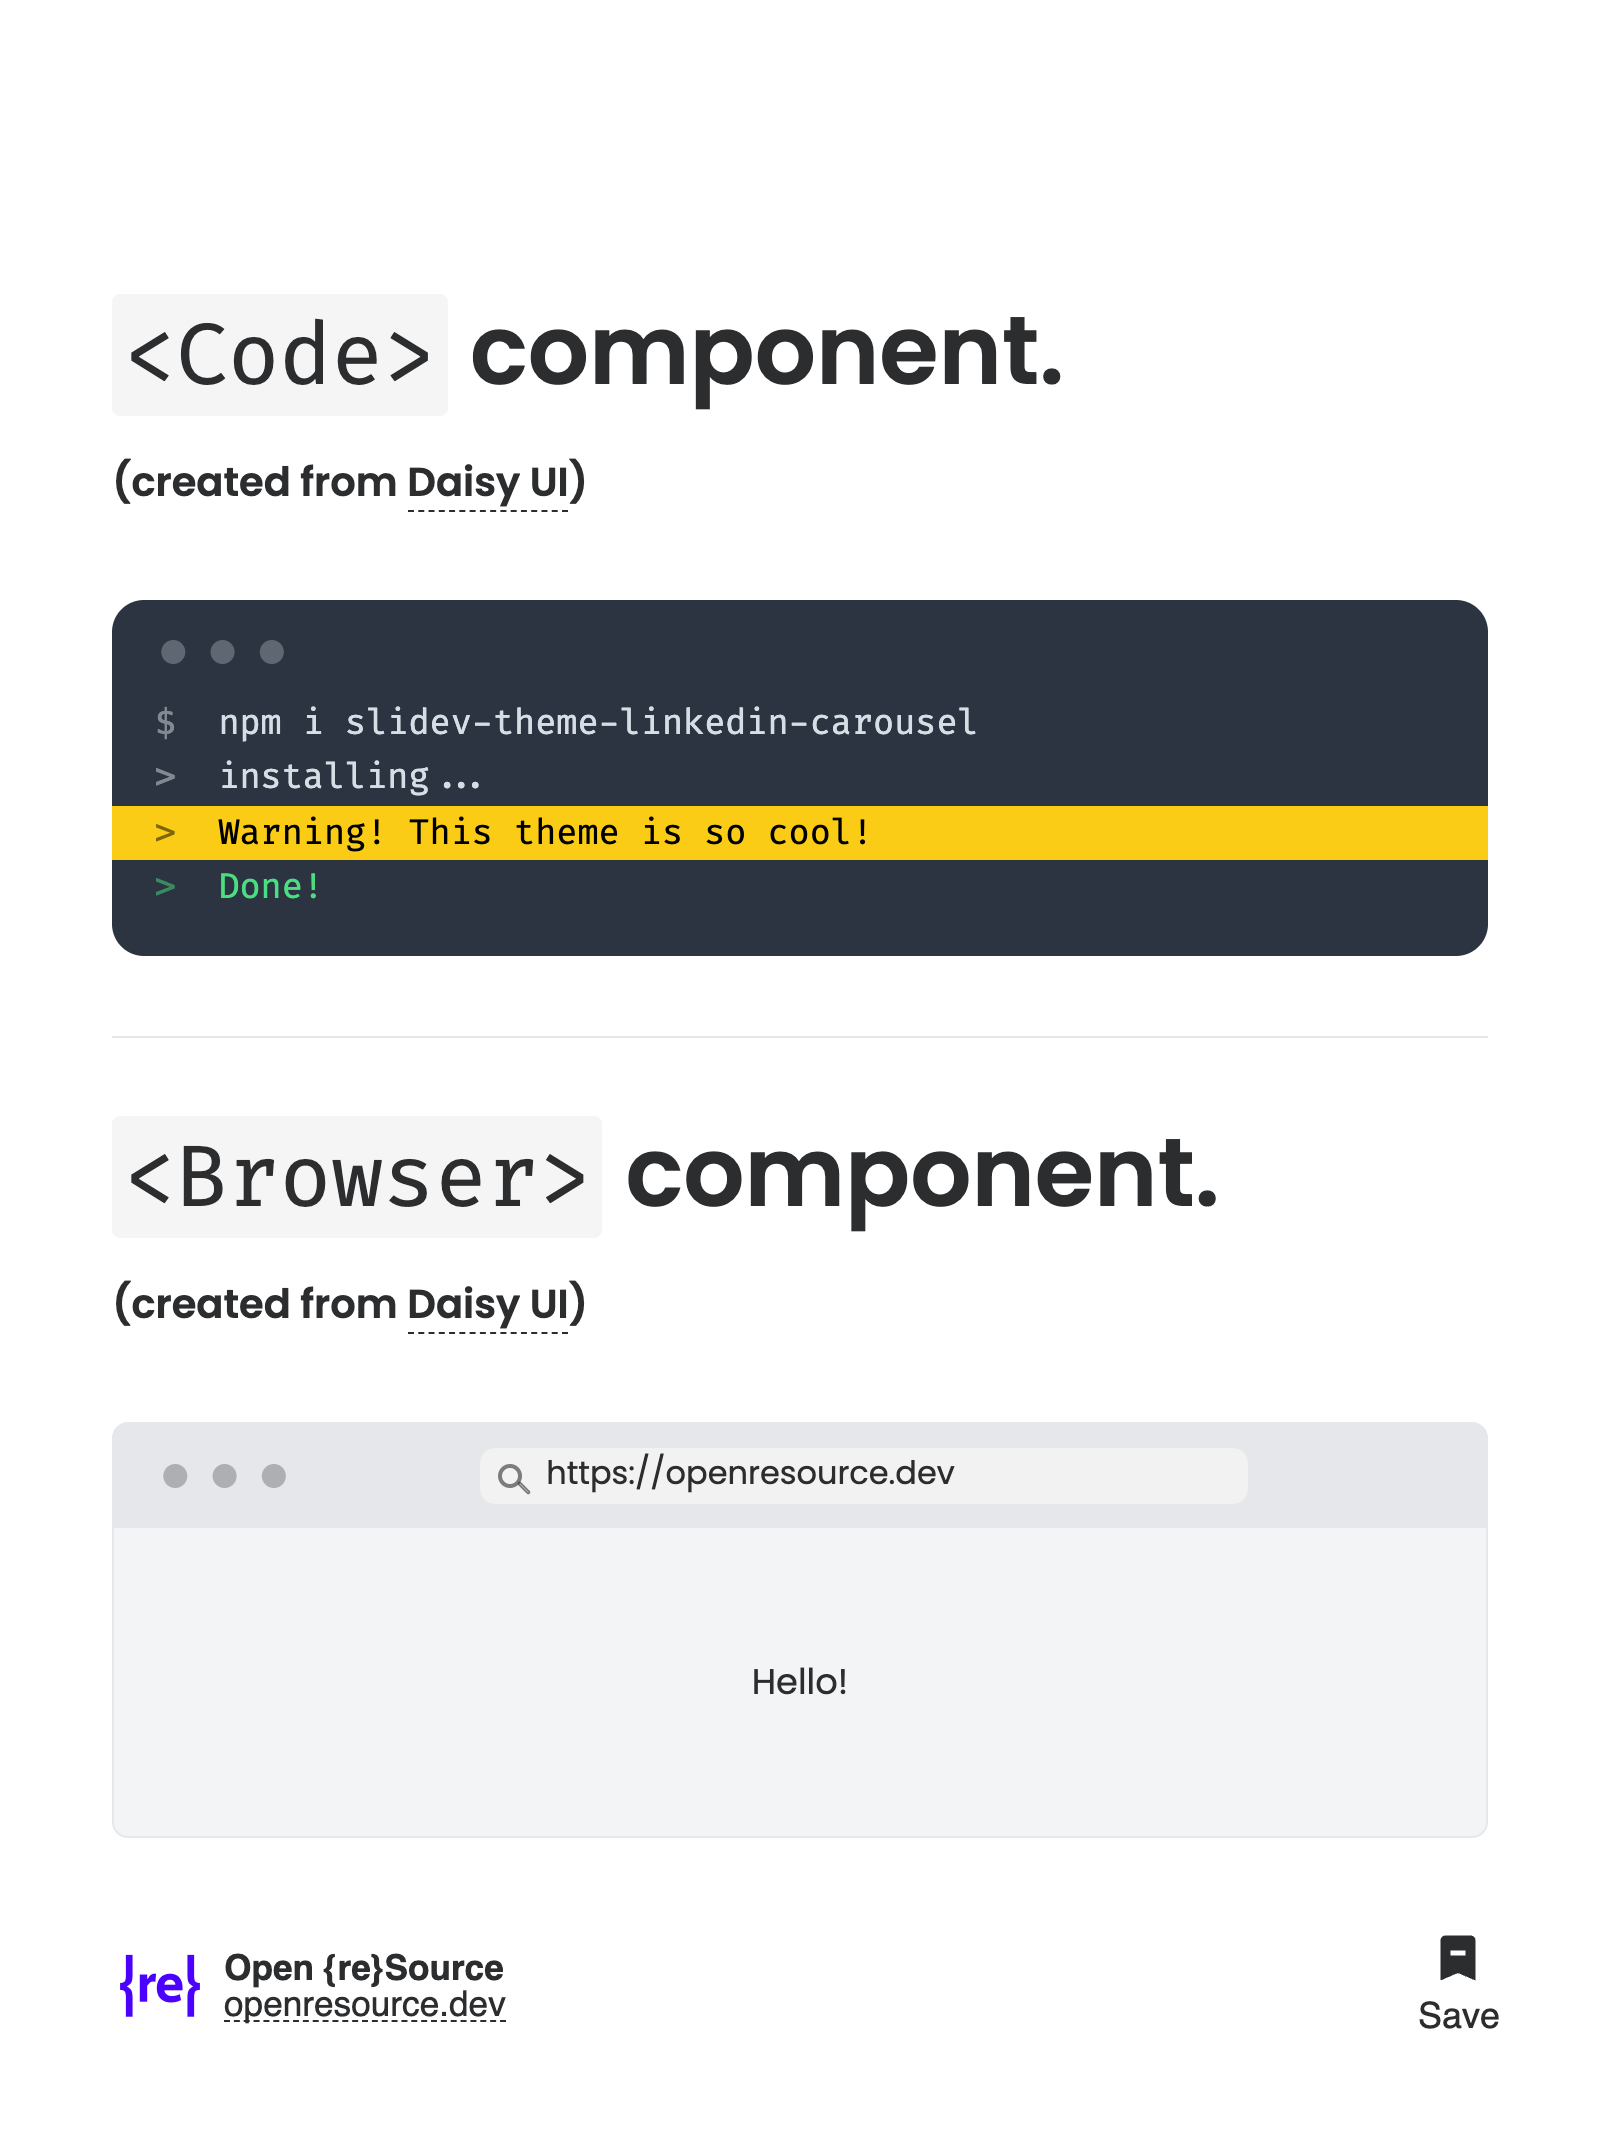 <Code> component.
(created from Daisy UI)
$ npm i slidev-theme-linkedin-carousel
> installing...
> Warning! This theme is so cool!
> Done!
<Browser> component.
(created from Daisy UI)
https://openresource.dev
Hello!
{re}
Open {re}Source
openresource.dev
Save